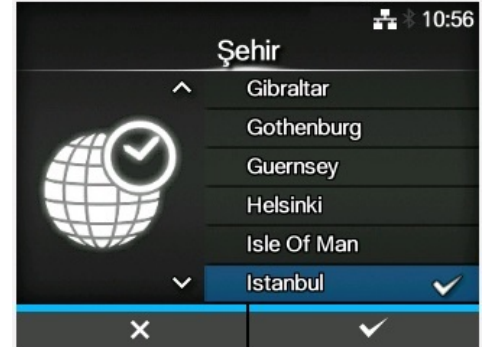 10:56
Şehir
Gibraltar
Gothenburg
Guernsey
Helsinki
Isle Of Man
Istanbul